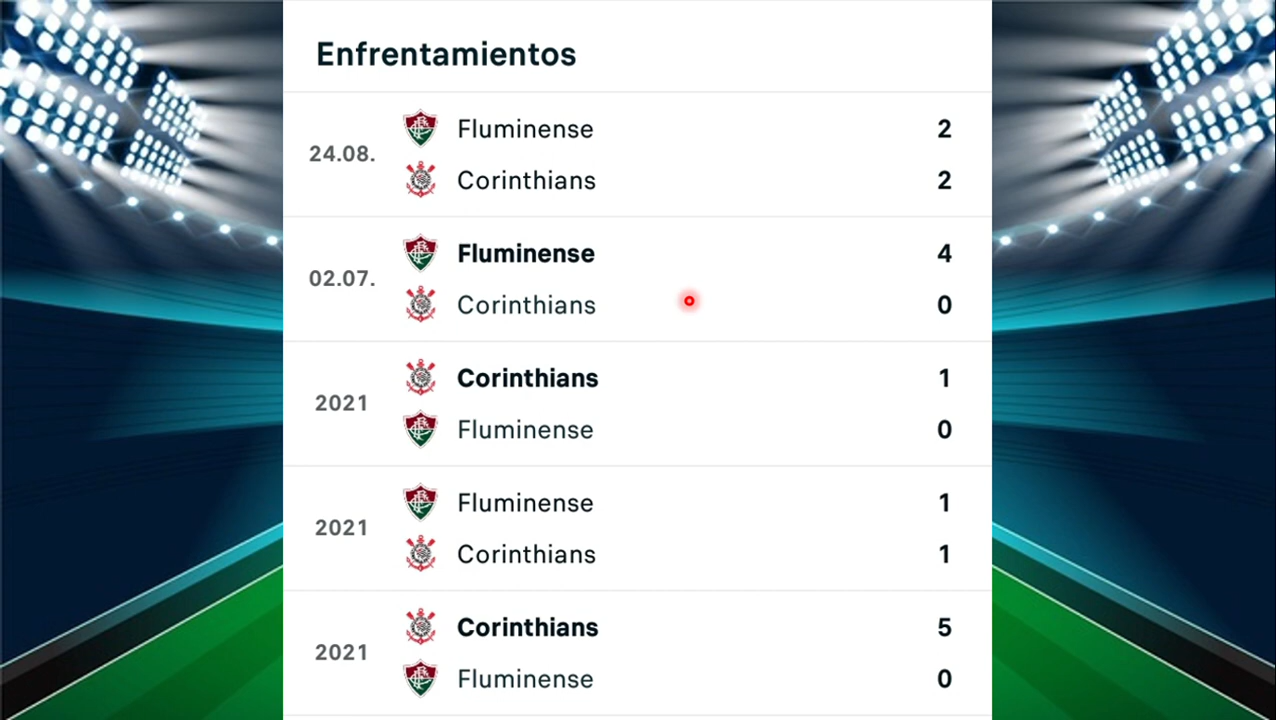 Enfrentamientos
24.08.
Fluminense 2
Corinthians 2
02.07.
Fluminense 4
Corinthians 0
2021
Corinthians 1
Fluminense 0
2021
Fluminense 1
Corinthians 1
2021
Corinthians 5
Fluminense 0